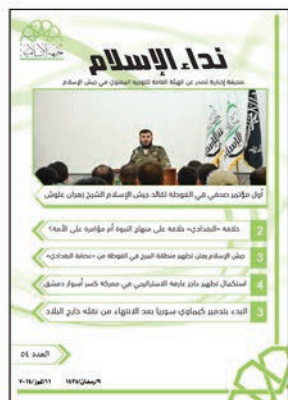 نداء الإسلام
صحيفة إخبارية تصدر عن الهيئة العامة للتوجيه المعنوي في جيش الإسلام
أول مؤتمر صحفي في الغوطة لقائد جيش الإسلام الشيخ زهران علوش
خلافة «البغدادي» خلافة على منهاج النبوة أم مؤامرة على الأمة؟ 2
جيش الإسلام يعلن تطهير منطقة المرج في الغوطة من «عصابة البغدادي» 3
استكمال تطهير حاجز عارفة الاستراتيجي في معركة كسر أسوار دمشق 4
البدء بتدمير كيماوي سوريا بعد الانتهاء من نقله خارج البلاد 3
العدد ٥٤